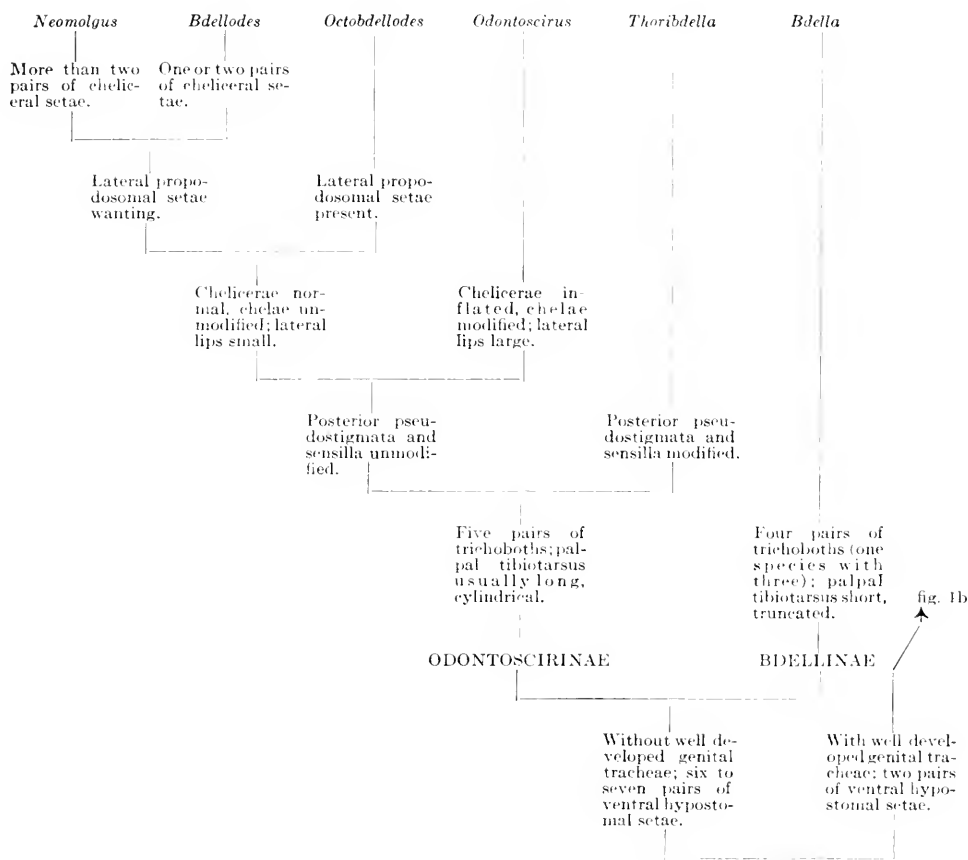 Neomolgus Bdellodes Octobdellodes Odontoscirus Thoribdella Bdella
More than two
pairs of chelic-
eral setae.
One or two pairs
of cheliceral se-
tae.
Lateral propo-
dosomal setae
wanting.
Lateral propo-
dosomal setae
present.
Chelicerae nor-
mal, chelae un-
modified; lateral
lips small.
Chelicerae in-
flated, chelae
modified; lateral
lips large.
Posterior pseu-
dostigmata and
sensilla unmodi-
fied.
Posterior pseu-
dostigmata and
sensilla modified.
Five pairs of
trichoboths; pal-
pal tibiotarsus
usually long,
cylindrical.
Four pairs of
trichoboths (one
species with
three); palpal
tibiotarsus short,
truncated.
fig. 1b
ODONTOSCIRINAE BDELLINAE
Without well de-
veloped genital
tracheae; six to
seven pairs of
ventral hyposto-
mal setae.
With well devel-
oped genital tra-
cheae; two pairs
of ventral hypo-
stomal setae.